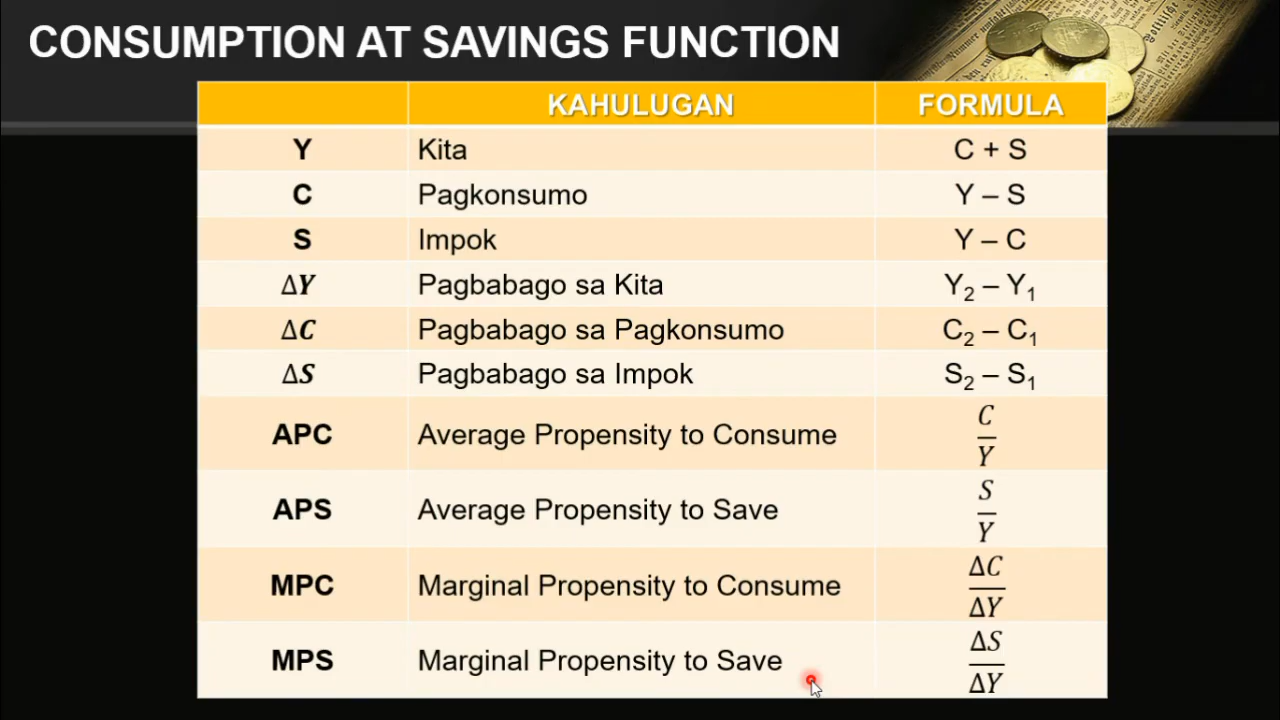 CONSUMPTION AT SAVINGS FUNCTION
KAHULUGAN FORMULA
Y Kita C + S
C Pagkonsumo Y – S
S Impok Y – C
ΔY Pagbabago sa Kita Y₂ – Y₁
ΔC Pagbabago sa Pagkonsumo C₂ – C₁
ΔS Pagbabago sa Impok S₂ – S₁
APC Average Propensity to Consume C/Y
APS Average Propensity to Save S/Y
MPC Marginal Propensity to Consume ΔC/ΔY
MPS Marginal Propensity to Save ΔS/ΔY